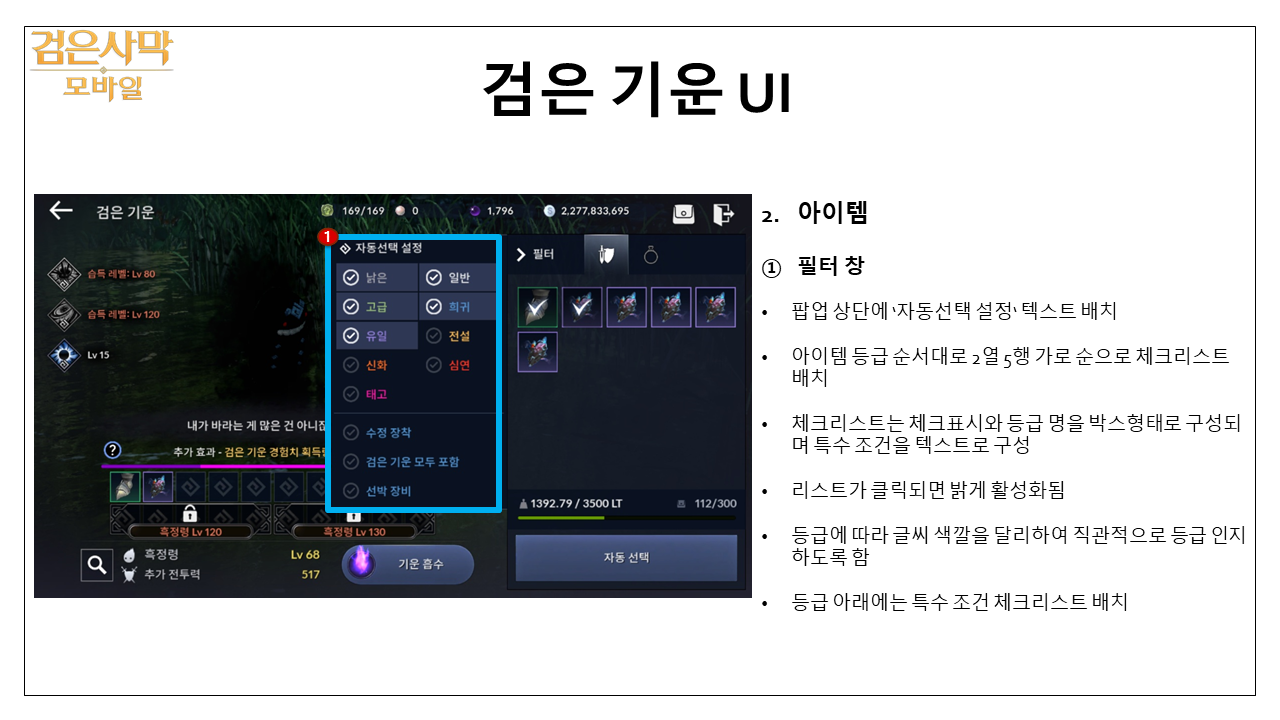 검은사막
모바일
검은 기운 UI
검은 기운
169/169
0
1,796
2,277,833,695
습득 레벨: Lv 80
습득 레벨: Lv 120
Lv 15
1
자동선택 설정
낡은
일반
고급
희귀
유일
전설
신화
심연
태고
수정 장착
검은 기운 모두 포함
선박 장비
필터
내가 바라는 게 많은 건 아니잖
?
추가 효과 - 검은 기운 경험치 획득
흑정령 Lv 120
흑정령 Lv 130
흑정령
Lv 68
추가 전투력
517
기운 흡수
1392.79 / 3500 LT
112/300
자동 선택
2. 아이템
① 필터 창
• 팝업 상단에 ‘자동선택 설정‘ 텍스트 배치
• 아이템 등급 순서대로 2열 5행 가로 순으로 체크리스트
배치
• 체크리스트는 체크표시와 등급 명을 박스형태로 구성되
며 특수 조건을 텍스트로 구성
• 리스트가 클릭되면 밝게 활성화됨
• 등급에 따라 글씨 색깔을 달리하여 직관적으로 등급 인지
하도록 함
• 등급 아래에는 특수 조건 체크리스트 배치